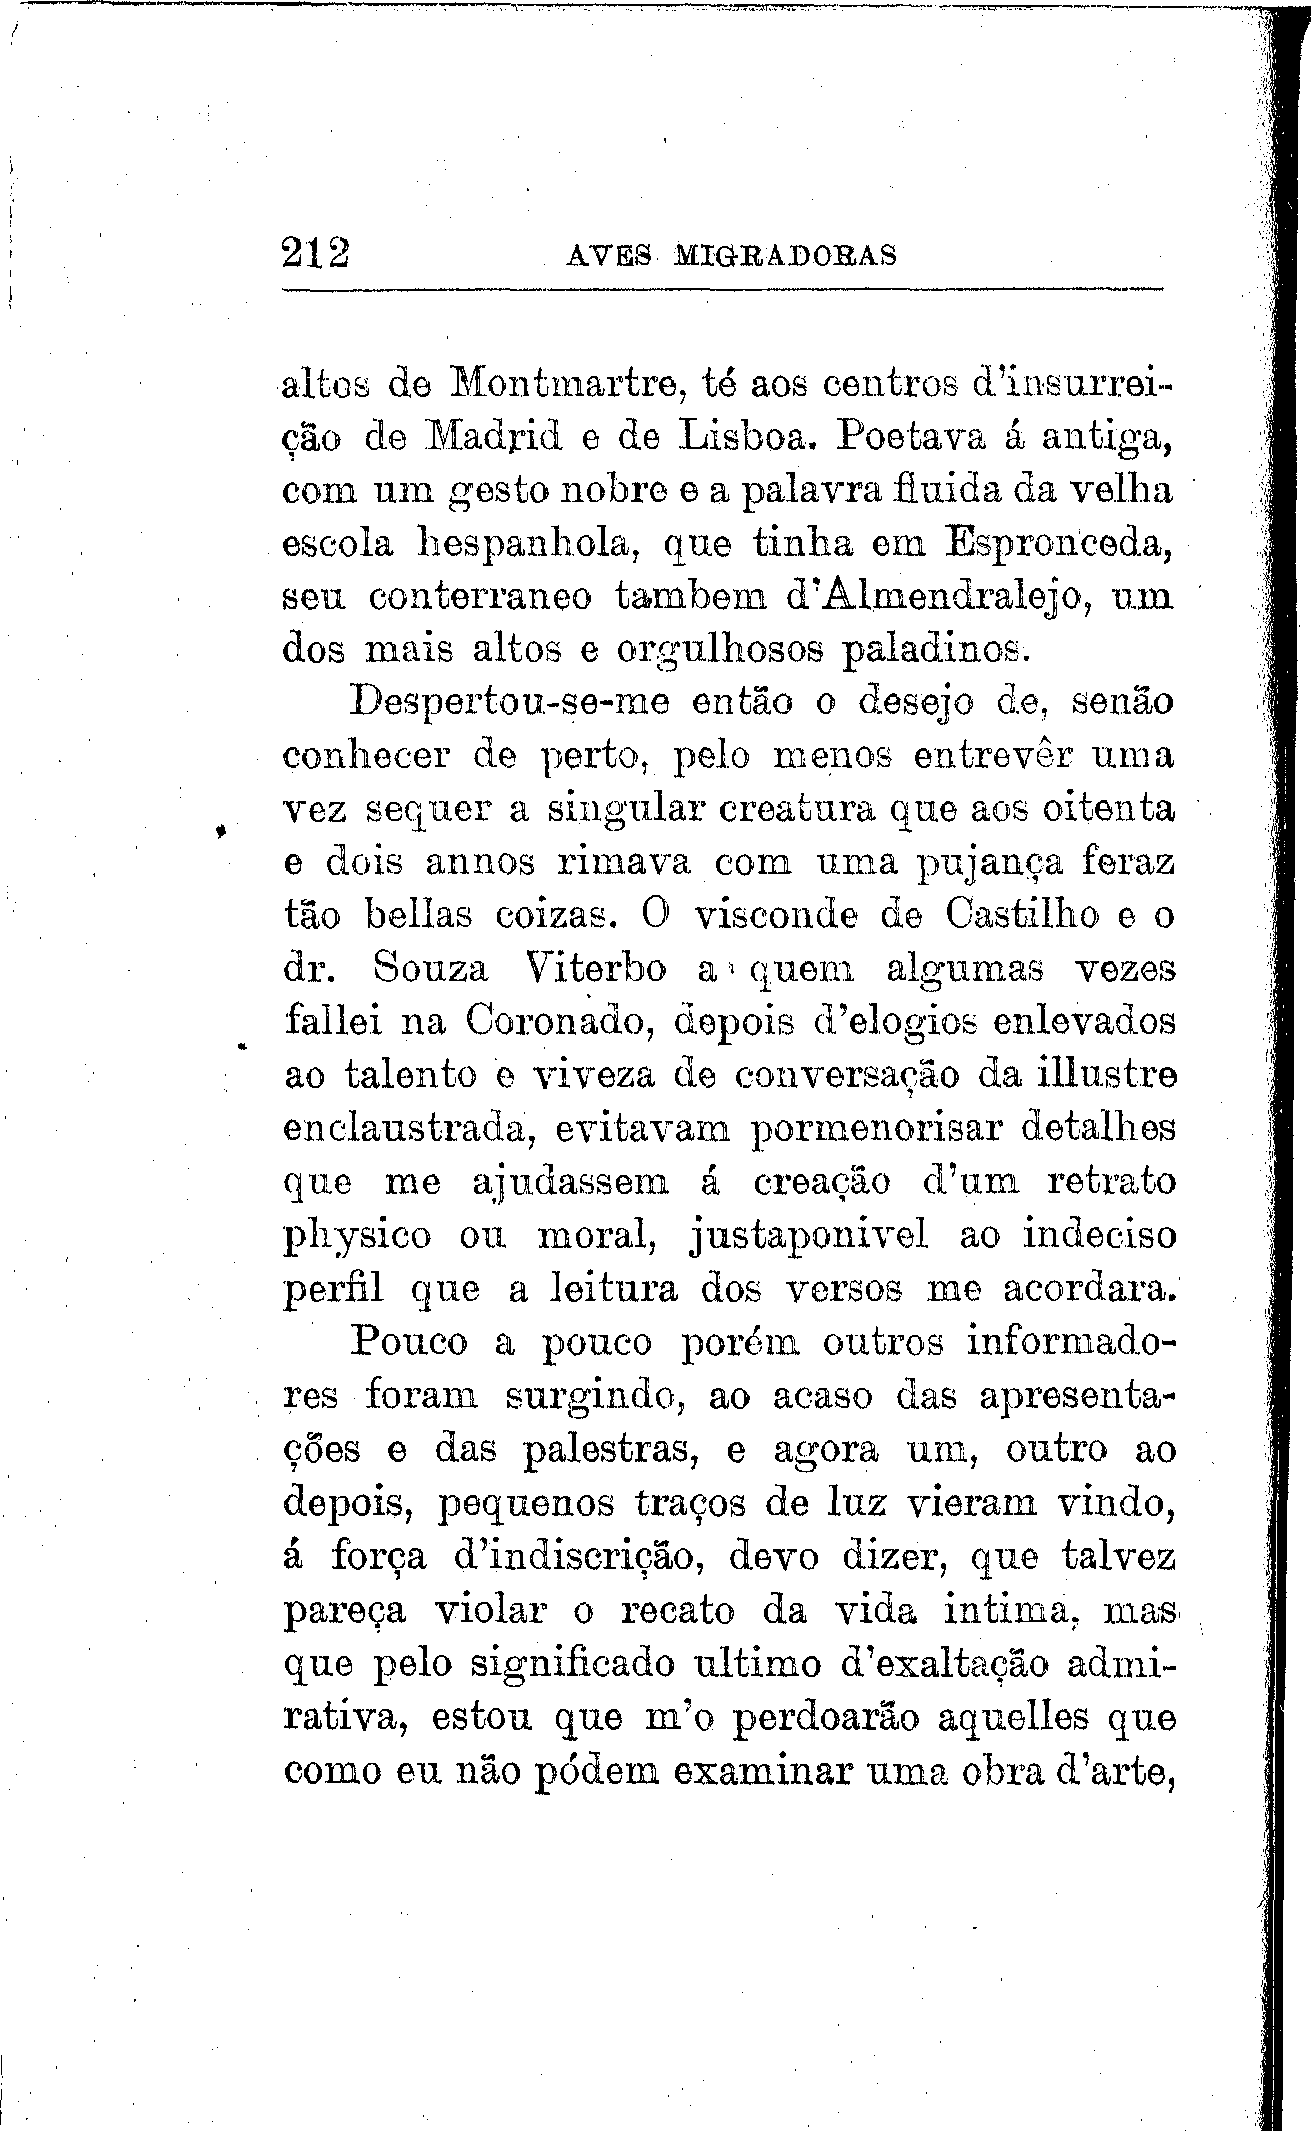 212 AVES MIGRADORAS
altos de Montmartre, té aos centros d'insurrei-
ção de Madrid e de Lisboa. Poetava á antiga,
com um gesto nobre e a palavra fluida da velha
escola hespanhola, que tinha em Espronceda,
seu conterraneo tambem d'Almendralejo, um
dos mais altos e orgulhosos paladinos.
Despertou-se-me então o desejo de, senão
conhecer de perto, pelo menos entrevêr uma
vez sequer a singular creatura que aos oitenta
e dois annos rimava com uma pujança feraz
tão bellas coizas. O visconde de Castilho e o
dr. Souza Viterbo a quem algumas vezes
fallei na Coronado, depois d'elogios enlevados
ao talento e viveza de conversação da illustre
enclaustrada, evitavam pormenorisar detalhes
que me ajudassem á creação d'um retrato
physico ou moral, justaponivel ao indeciso
perfil que a leitura dos versos me acordara.
Pouco a pouco porém outros informado-
res foram surgindo, ao acaso das apresenta-
ções e das palestras, e agora um, outro ao
depois, pequenos traços de luz vieram vindo,
á força d'indiscrição, devo dizer, que talvez
pareça violar o recato da vida intima, mas
que pelo significado ultimo d'exaltação admi-
rativa, estou que m'o perdoarão aquelles que
como eu não pódem examinar uma obra d'arte,